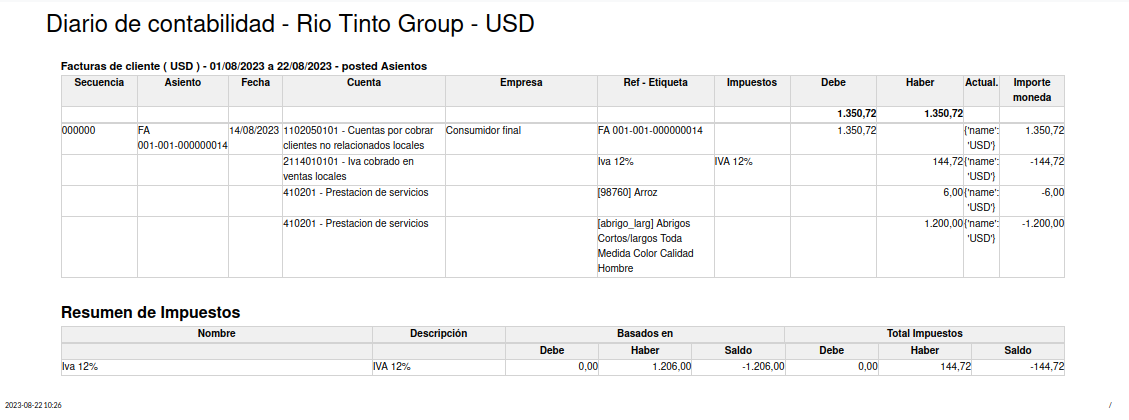 Diario de contabilidad - Rio Tinto Group - USD
Facturas de cliente ( USD ) - 01/08/2023 a 22/08/2023 - posted Asientos
Secuencia Asiento Fecha Cuenta Empresa Ref - Etiqueta Impuestos Debe Haber Actual. Importe
moneda
1.350,72 1.350,72
000000 FA 14/08/2023 1102050101 - Cuentas por cobrar Consumidor final FA 001-001-000000014 1.350,72 {'name': 1.350,72
001-001-000000014 clientes no relacionados locales 'USD'}
2114010101 - Iva cobrado en Iva 12% IVA 12% 144,72 {'name': -144,72
ventas locales 'USD'}
410201 - Prestacion de servicios [98760] Arroz 6,00 {'name': -6,00
'USD'}
410201 - Prestacion de servicios [abrigo_larg] Abrigos 1.200,00 {'name': -1.200,00
Cortos/largos Toda 'USD'}
Medida Color Calidad
Hombre
Resumen de Impuestos
Nombre Descripción Basados en Total Impuestos
Debe Haber Saldo Debe Haber Saldo
Iva 12% IVA 12% 0,00 1.206,00 -1.206,00 0,00 144,72 -144,72
2023-08-22 10:26 /